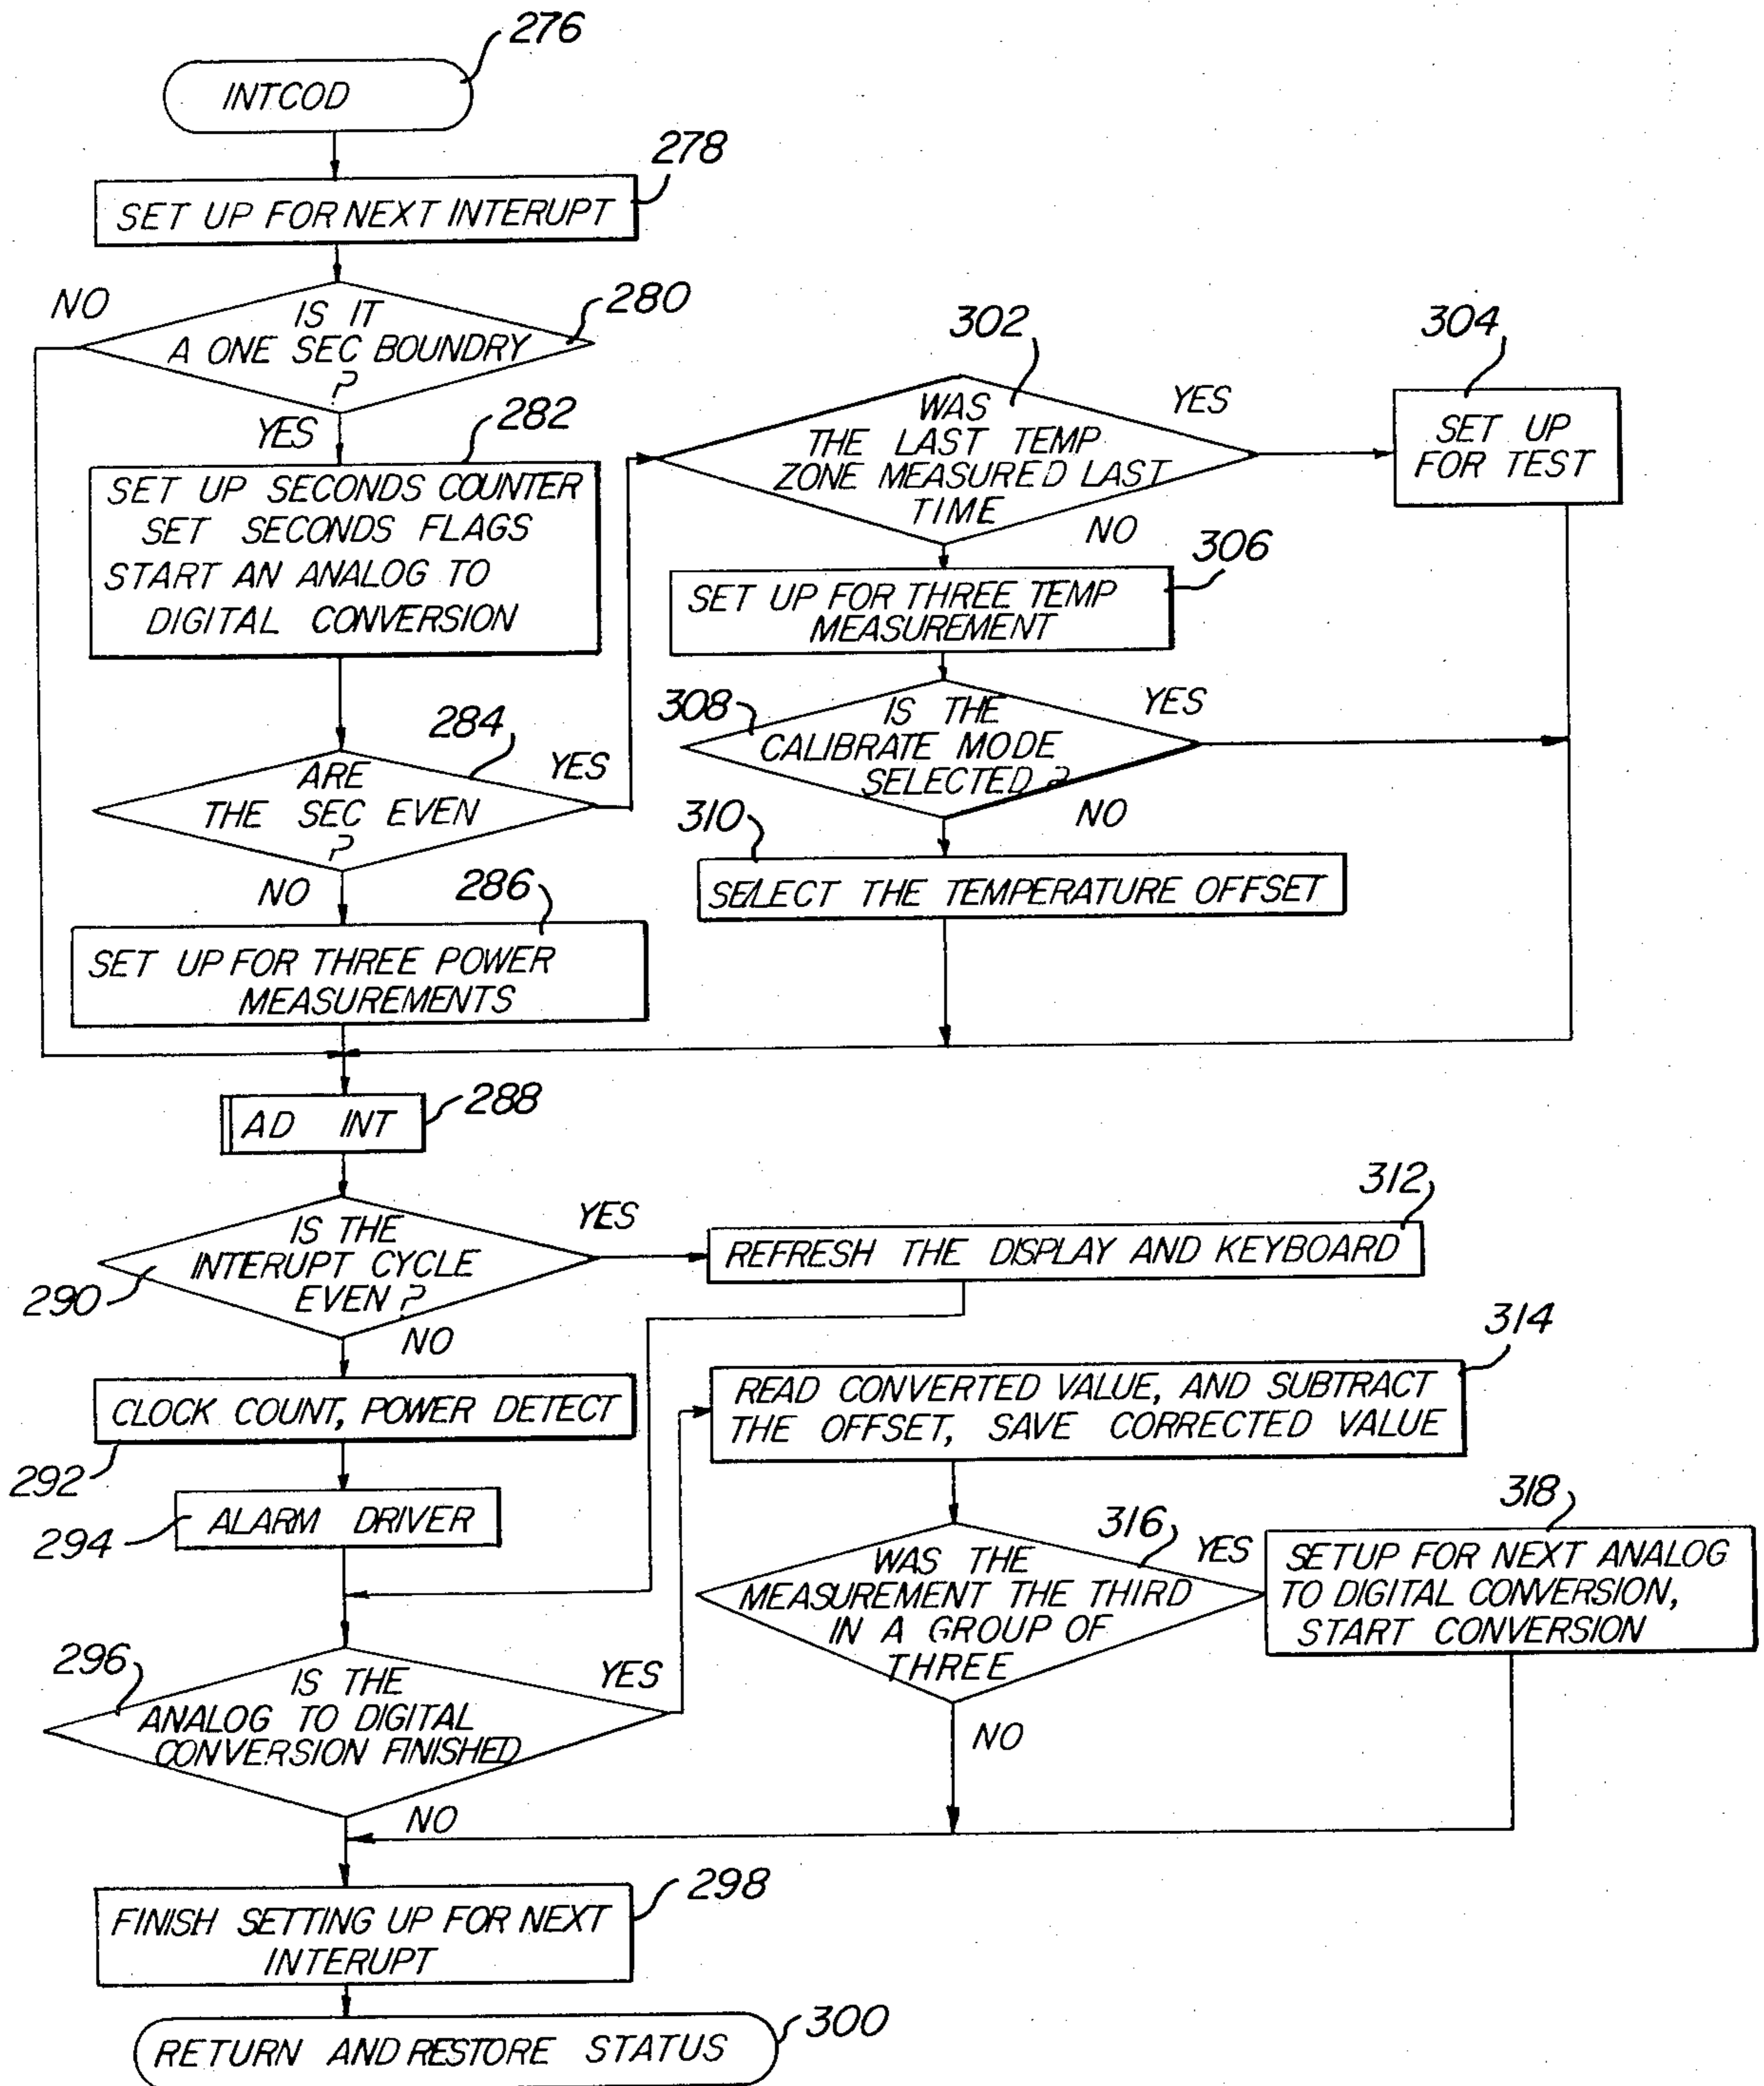 276
INTCOD
278
SET UP FOR NEXT INTERUPT
NO
280
IS IT
A ONE SEC BOUNDRY
?
YES
282
SET UP SECONDS COUNTER
SET SECONDS FLAGS
START AN ANALOG TO
DIGITAL CONVERSION
284
ARE
THE SEC EVEN
?
YES
NO
286
SET UP FOR THREE POWER
MEASUREMENTS
302
WAS
THE LAST TEMP
ZONE MEASURED LAST
TIME
YES
304
SET UP
FOR TEST
NO
306
SET UP FOR THREE TEMP
MEASUREMENT
308
IS THE
CALIBRATE MODE
SELECTED ?
YES
NO
310
SELECT THE TEMPERATURE OFFSET
AD INT
288
IS THE
INTERUPT CYCLE
EVEN ?
290
YES
312
REFRESH THE DISPLAY AND KEYBOARD
NO
CLOCK COUNT, POWER DETECT
292
ALARM DRIVER
294
296
IS THE
ANALOG TO DIGITAL
CONVERSION FINISHED
YES
314
READ CONVERTED VALUE, AND SUBTRACT
THE OFFSET, SAVE CORRECTED VALUE
316
WAS THE
MEASUREMENT THE THIRD
IN A GROUP OF
THREE
YES
318
SETUP FOR NEXT ANALOG
TO DIGITAL CONVERSION,
START CONVERSION
NO
NO
298
FINISH SETTING UP FOR NEXT
INTERUPT
300
RETURN AND RESTORE STATUS